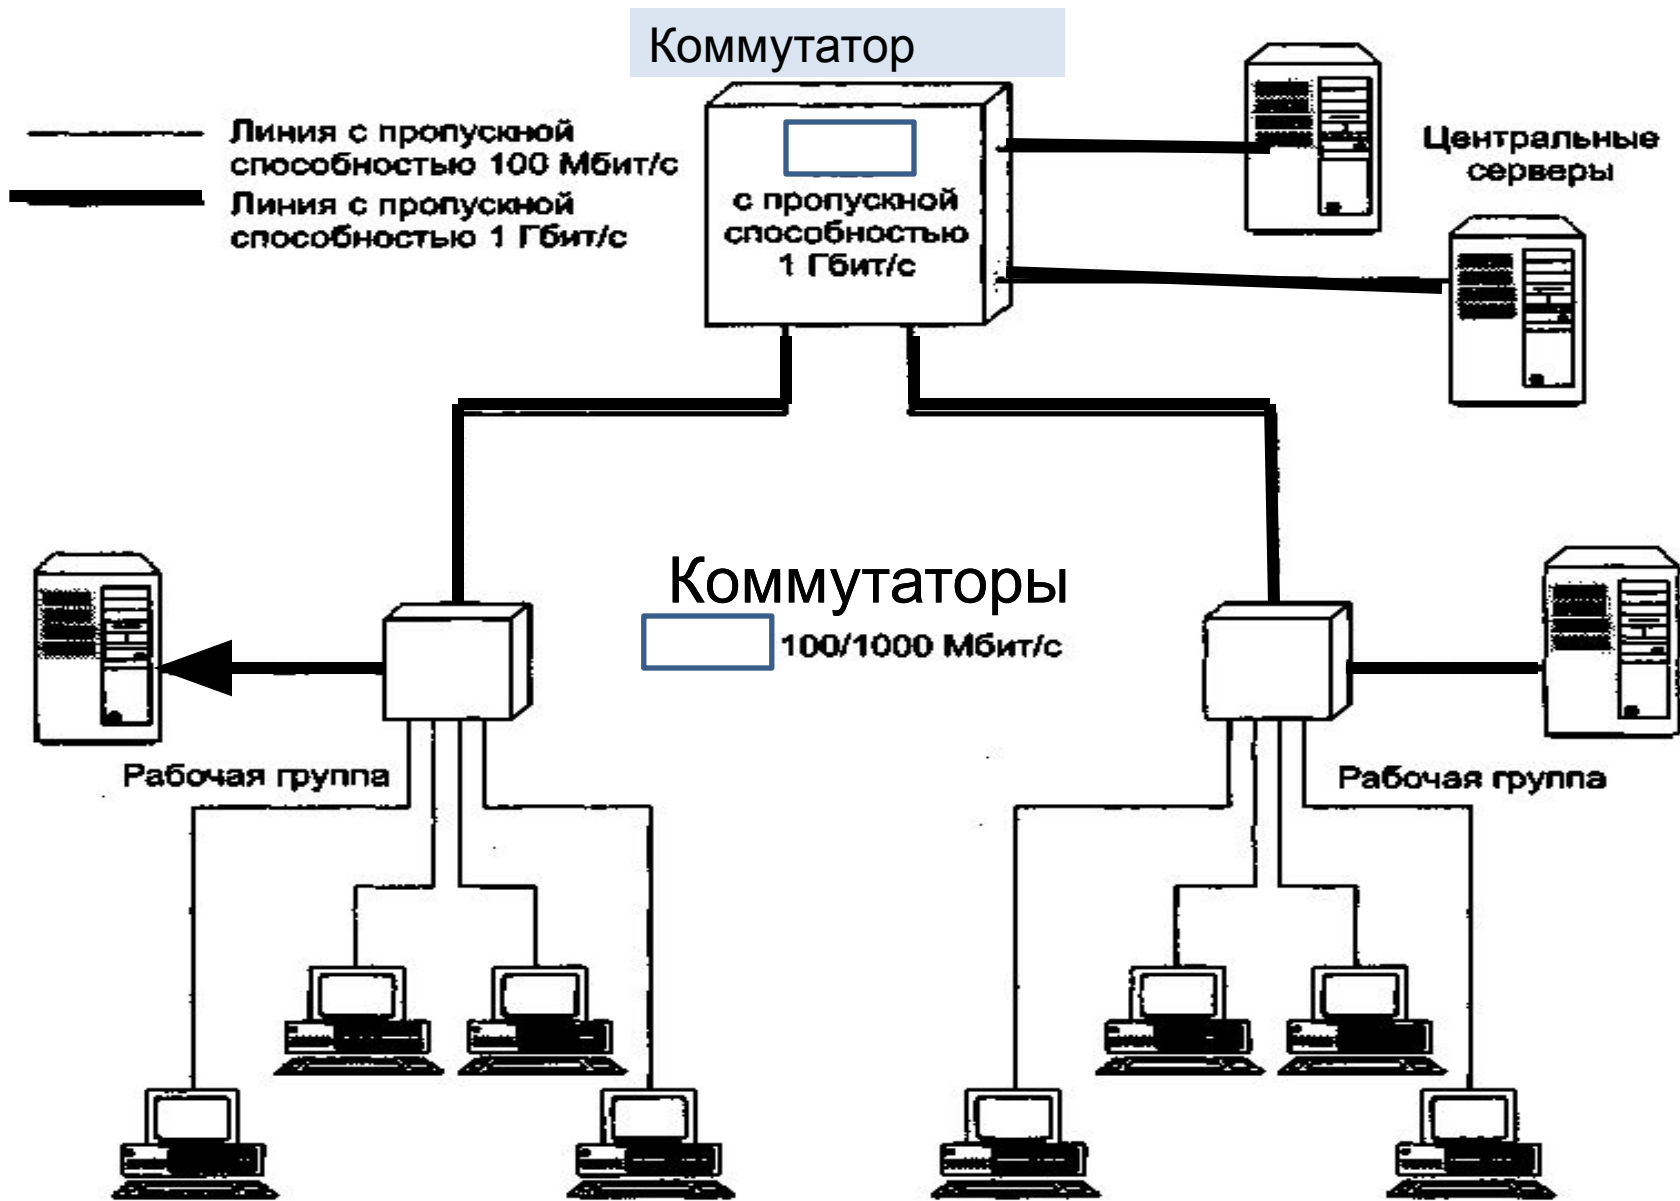 Коммутатор
Линия с пропускной
способностью 100 Мбит/с
Линия с пропускной
способностью 1 Гбит/с
с пропускной
способностью
1 Гбит/с
Центральные
серверы
Коммутаторы
100/1000 Мбит/с
Рабочая группа
Рабочая группа